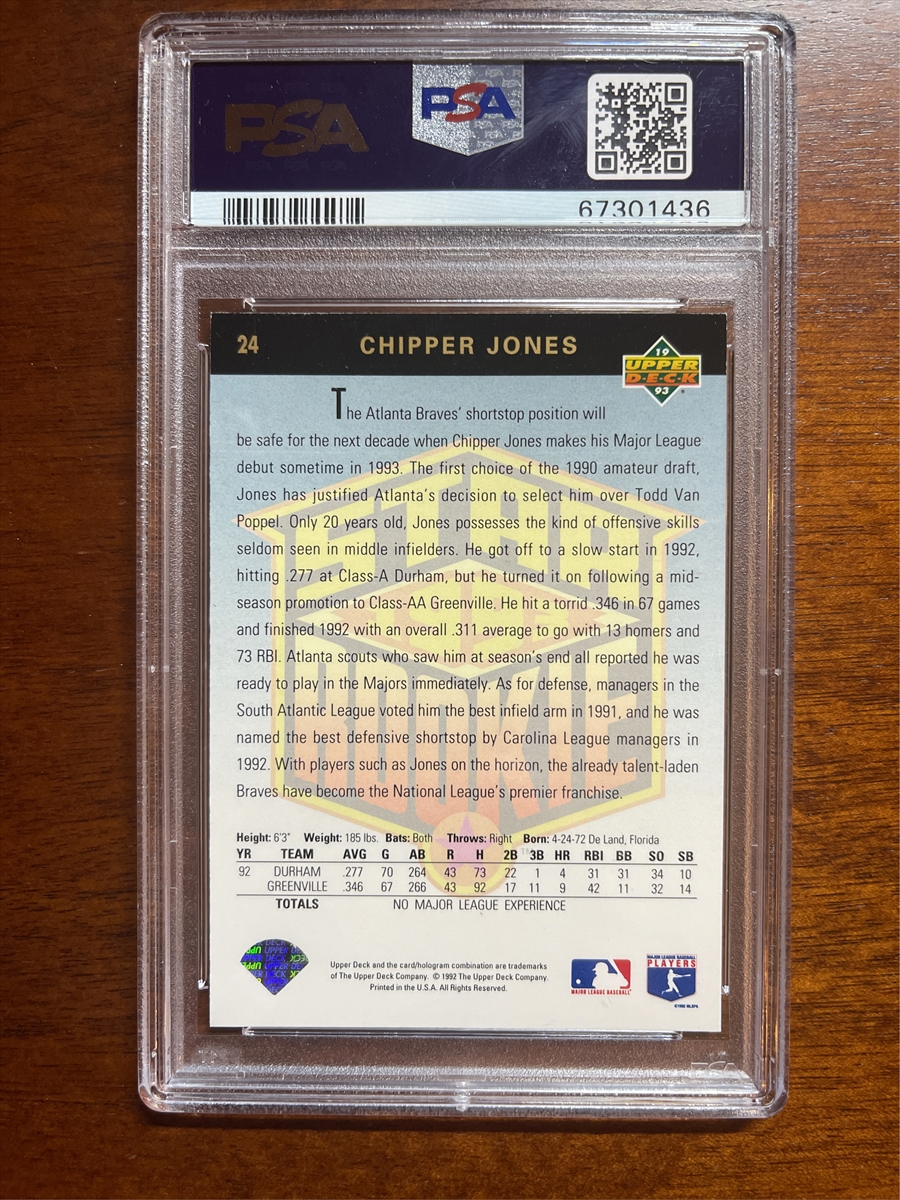 PSA
PSA
67301436
24 CHIPPER JONES
19
UPPER
D·E·C·K
93
The Atlanta Braves' shortstop position will
be safe for the next decade when Chipper Jones makes his Major League
debut sometime in 1993. The first choice of the 1990 amateur draft,
Jones has justified Atlanta's decision to select him over Todd Van
Poppel. Only 20 years old, Jones possesses the kind of offensive skills
seldom seen in middle infielders. He got off to a slow start in 1992,
hitting .277 at Class-A Durham, but he turned it on following a mid-
season promotion to Class-AA Greenville. He hit a torrid .346 in 67 games
and finished 1992 with an overall .311 average to go with 13 homers and
73 RBI. Atlanta scouts who saw him at season's end all reported he was
ready to play in the Majors immediately. As for defense, managers in the
South Atlantic League voted him the best infield arm in 1991, and he was
named the best defensive shortstop by Carolina League managers in
1992. With players such as Jones on the horizon, the already talent-laden
Braves have become the National League's premier franchise.
STAR
1993
ROOKIE
Height: 6'3" Weight: 185 lbs. Bats: Both Throws: Right Born: 4-24-72 De Land, Florida
YR TEAM AVG G AB R H 2B 3B HR RBI BB SO SB
92 DURHAM .277 70 264 43 73 22 1 4 31 31 34 10
GREENVILLE .346 67 266 43 92 17 11 9 42 11 32 14
TOTALS NO MAJOR LEAGUE EXPERIENCE
UPPER DECK
Upper Deck and the card/hologram combination are trademarks
of The Upper Deck Company. © 1992 The Upper Deck Company.
Printed in the U.S.A. All Rights Reserved.
MAJOR LEAGUE BASEBALL
MAJOR LEAGUE BASEBALL
PLAYERS
©1992 MLBPA
PSA